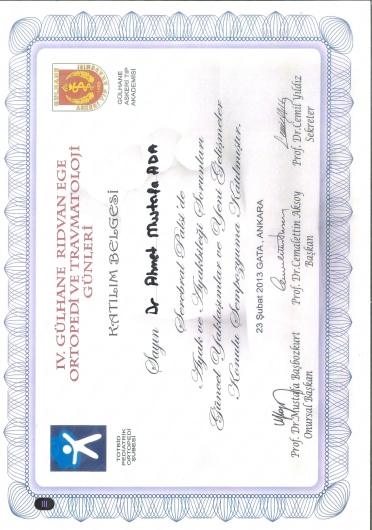 IV. GÜLHANE RIDVAN EGE
ORTOPEDİ VE TRAVMATOLOJİ
GÜNLERİ
TOTBİD
PEDİATRİK
ORTOPEDİ
ŞUBESİ
GÜLHANE
ASKERİ TIP
AKADEMİSİ
KATILIM BELGESİ
Sayın Dr Ahmet Mustafa ADA
Serebral Palsi'de
Ayak ve Ayakbileği Sorunları
Güncel Yaklaşımlar ve Yeni Gelişmeler
Konulu Sempozyuma Katılmıştır.
23 Şubat 2013 GATA, ANKARA
Prof. Dr.Mustafa Başbozkurt
Onursal Başkan
Prof. Dr.Cemalettin Aksoy
Başkan
Prof. Dr.Cemil Yıldız
Sekreter